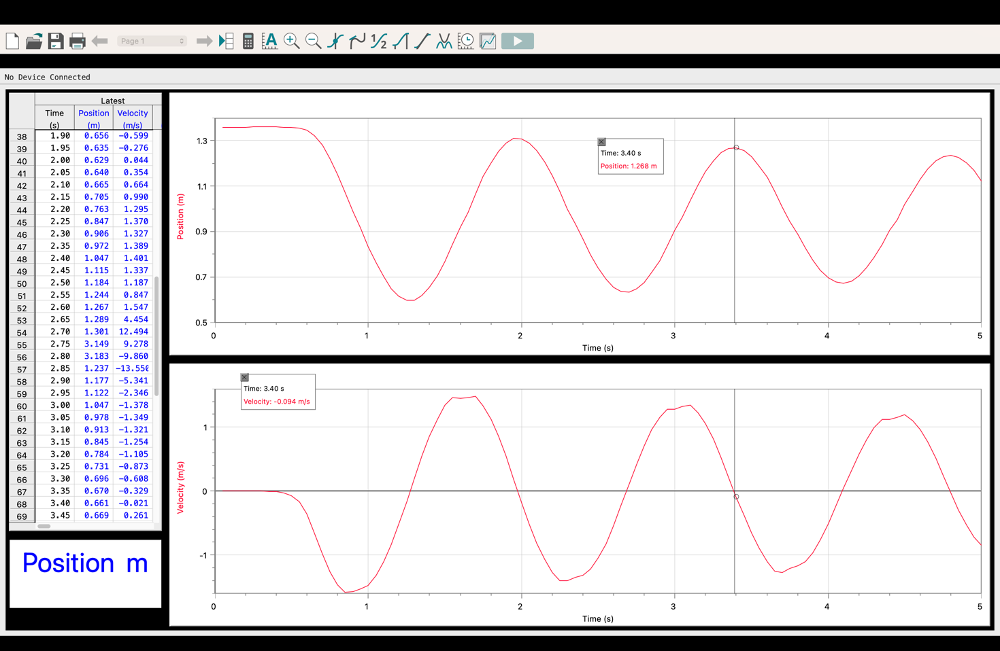 Page 1
A
1/2
No Device Connected
Latest
Time Position Velocity
(s) (m) (m/s)
38 1.90 0.656 -0.599
39 1.95 0.635 -0.276
40 2.00 0.629 0.044
41 2.05 0.640 0.354
42 2.10 0.665 0.664
43 2.15 0.705 0.990
44 2.20 0.763 1.295
45 2.25 0.847 1.370
46 2.30 0.906 1.327
47 2.35 0.972 1.389
48 2.40 1.047 1.401
49 2.45 1.115 1.337
50 2.50 1.184 1.187
51 2.55 1.244 0.847
52 2.60 1.267 1.547
53 2.65 1.289 4.454
54 2.70 1.301 12.494
55 2.75 3.149 9.278
56 2.80 3.183 -9.860
57 2.85 1.237 -13.550
58 2.90 1.177 -5.341
59 2.95 1.122 -2.346
60 3.00 1.047 -1.378
61 3.05 0.978 -1.349
62 3.10 0.913 -1.321
63 3.15 0.845 -1.254
64 3.20 0.784 -1.105
65 3.25 0.731 -0.873
66 3.30 0.696 -0.608
67 3.35 0.670 -0.329
68 3.40 0.661 -0.021
69 3.45 0.669 0.261
Position m
Position (m)
1.3
1.1
0.9
0.7
0.5
Time: 3.40 s
Position: 1.268 m
0 1 2 3 4 5
Time (s)
Time: 3.40 s
Velocity: -0.094 m/s
Velocity (m/s)
1
0
-1
0 1 2 3 4 5
Time (s)